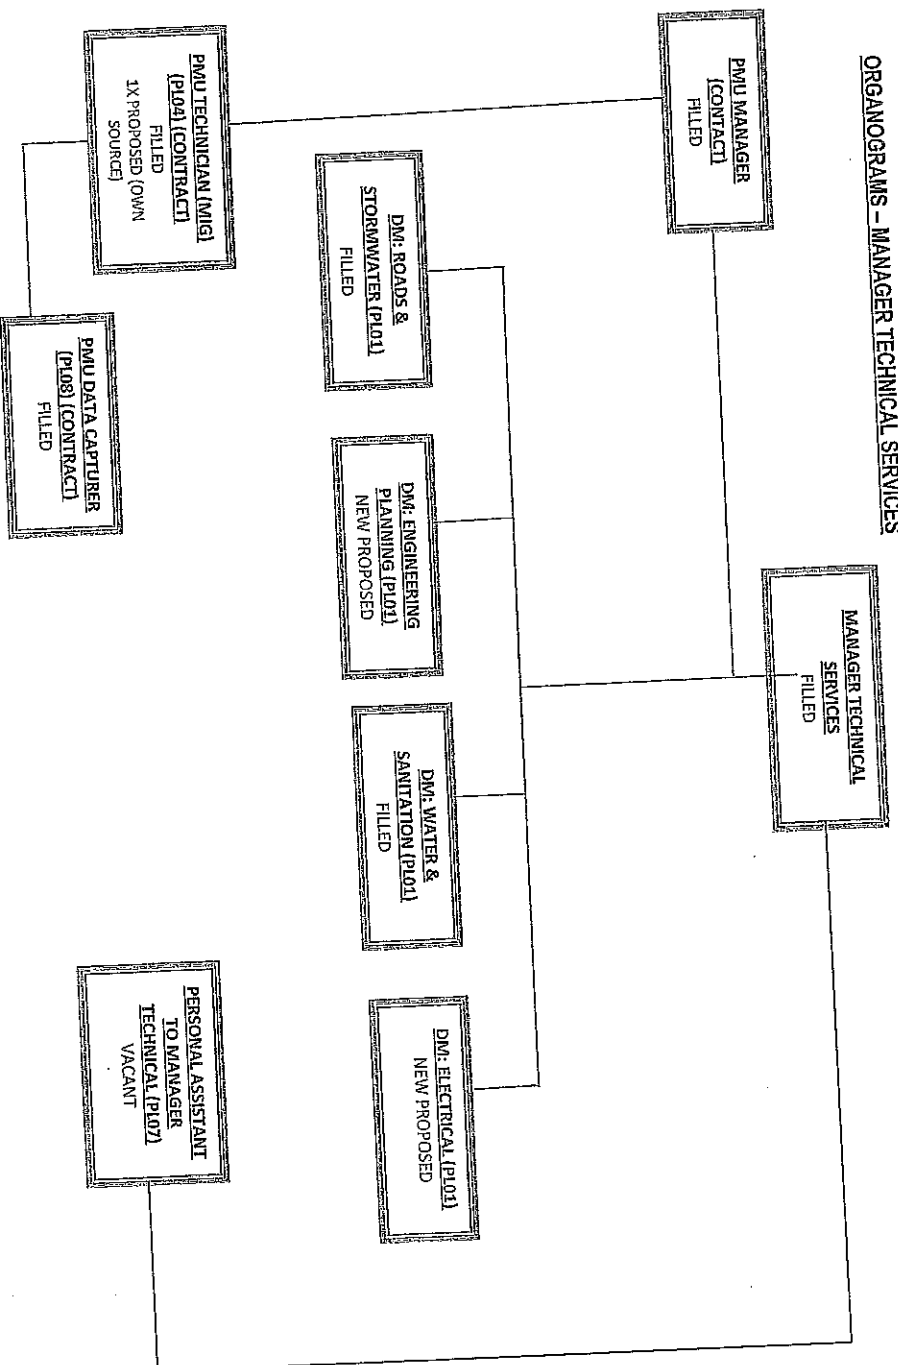 ORGANOGRAMS – MANAGER TECHNICAL SERVICES
MANAGER TECHNICAL
SERVICES
FILLED
PMU MANAGER
(CONTACT)
FILLED
DM: ROADS &
STORMWATER (PL01)
FILLED
DM: ENGINEERING
PLANNING (PL01)
NEW PROPOSED
DM: WATER &
SANITATION (PL01)
FILLED
DM: ELECTRICAL (PL01)
NEW PROPOSED
PMU TECHNICIAN (MIG)
(PL04) (CONTRACT)
FILLED
1X PROPOSED (OWN
SOURCE)
PERSONAL ASSISTANT
TO MANAGER
TECHNICAL (PL07)
VACANT
PMU DATA CAPTURER
(PL08) (CONTRACT)
FILLED